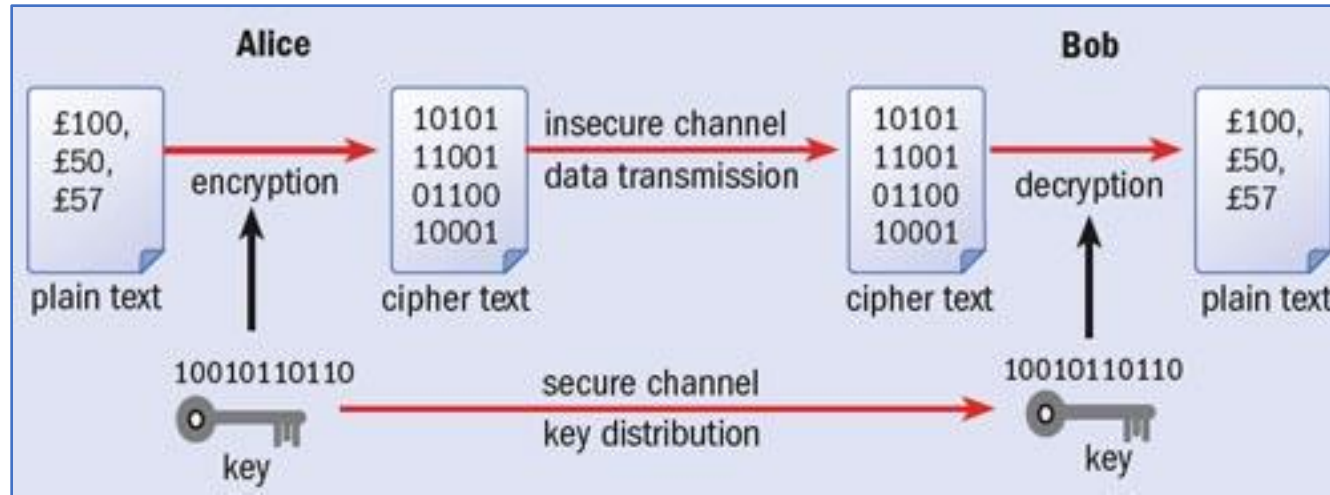 Alice
Bob
£100,
£50,
£57
plain text
encryption
10101
11001
01100
10001
cipher text
insecure channel
data transmission
10101
11001
01100
10001
cipher text
decryption
£100,
£50,
£57
plain text
10010110110
key
secure channel
key distribution
10010110110
key